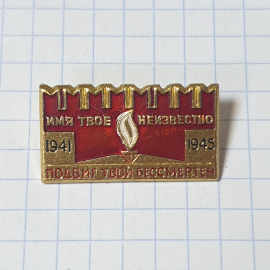 ИМЯ ТВОЕ НЕИЗВЕСТНО
1941 1945
ПОДВИГ ТВОЙ БЕССМЕРТЕН